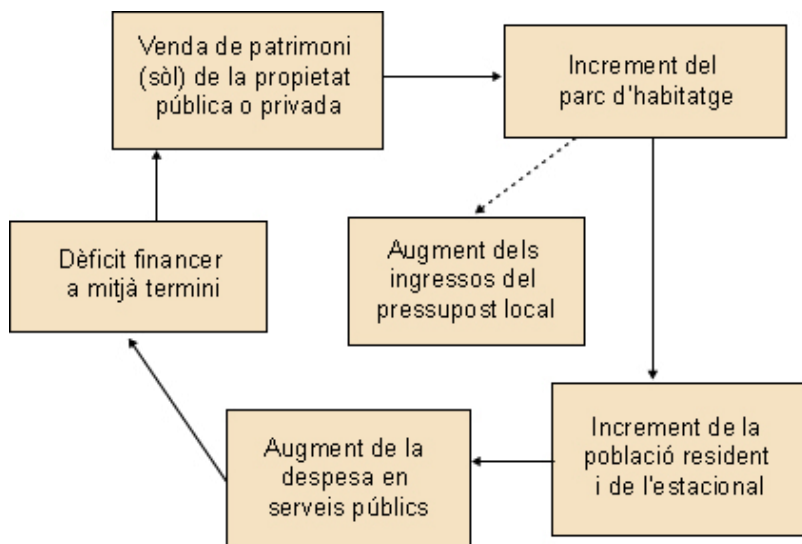 Venda de patrimoni
(sòl) de la propietat
pública o privada
Increment del
parc d'habitatge
Augment dels
ingressos del
pressupost local
Dèficit financer
a mitjà termini
Increment de la
població resident
i de l'estacional
Augment de la
despesa en
serveis públics